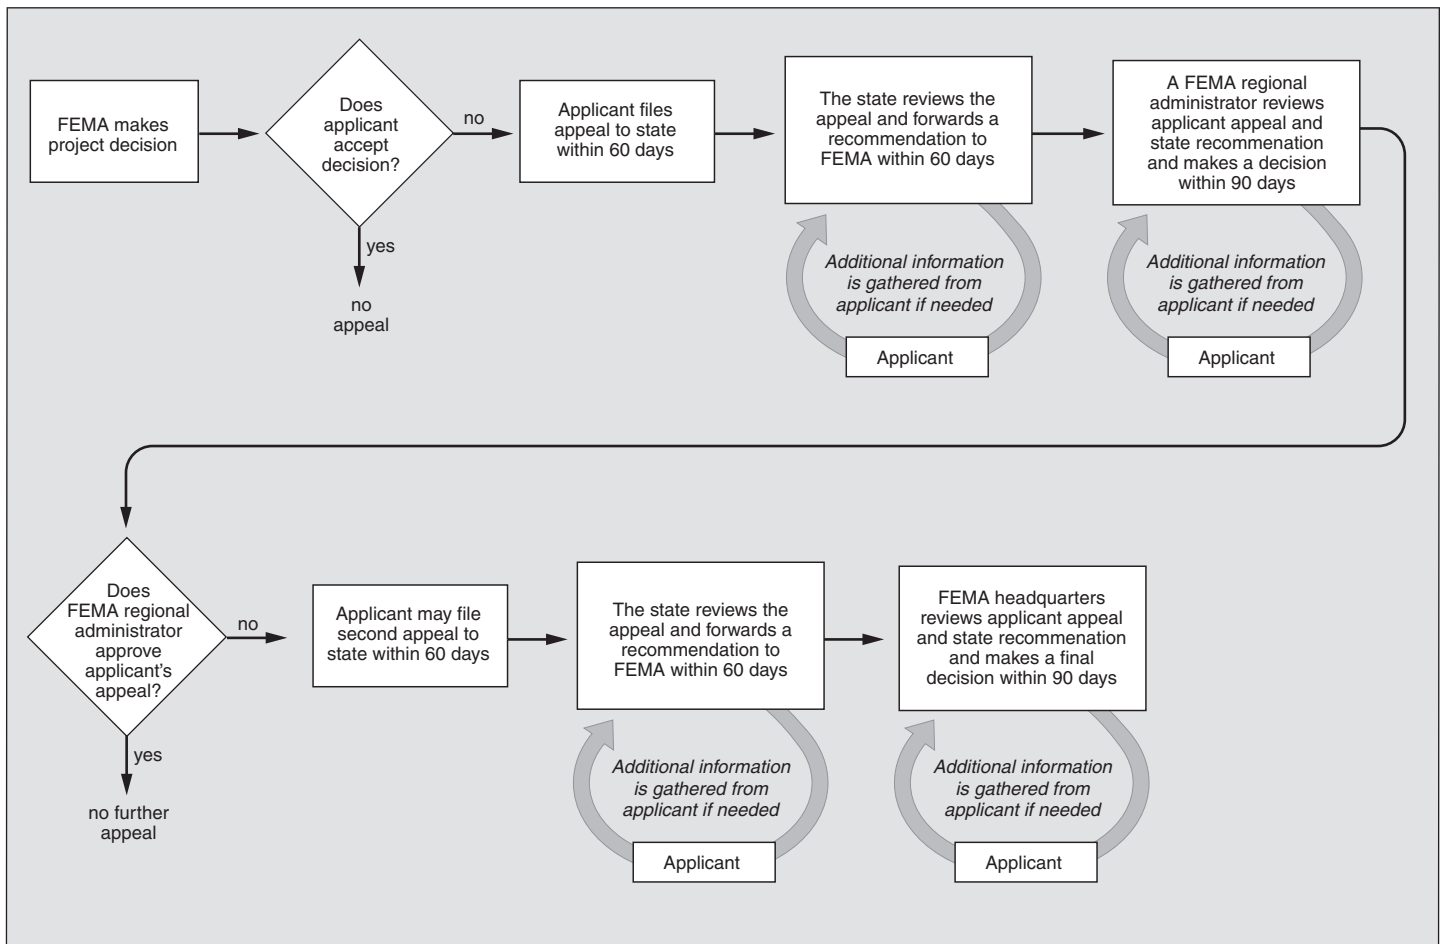 FEMA makes
project decision
Does
applicant
accept
decision?
no
yes
no
appeal
Applicant files
appeal to state
within 60 days
The state reviews the
appeal and forwards a
recommendation to
FEMA within 60 days
Additional information
is gathered from
applicant if needed
Applicant
A FEMA regional
administrator reviews
applicant appeal and
state recommenation
and makes a decision
within 90 days
Additional information
is gathered from
applicant if needed
Applicant
Does
FEMA regional
administrator
approve
applicant’s
appeal?
no
yes
no further
appeal
Applicant may file
second appeal to
state within 60 days
The state reviews the
appeal and forwards a
recommendation to
FEMA within 60 days
Additional information
is gathered from
applicant if needed
Applicant
FEMA headquarters
reviews applicant appeal
and state recommenation
and makes a final
decision within 90 days
Additional information
is gathered from
applicant if needed
Applicant